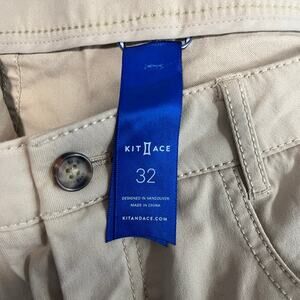 KIT ACE
32
DESIGNED IN VANCOUVER
MADE IN CHINA
KITANDACE.COM